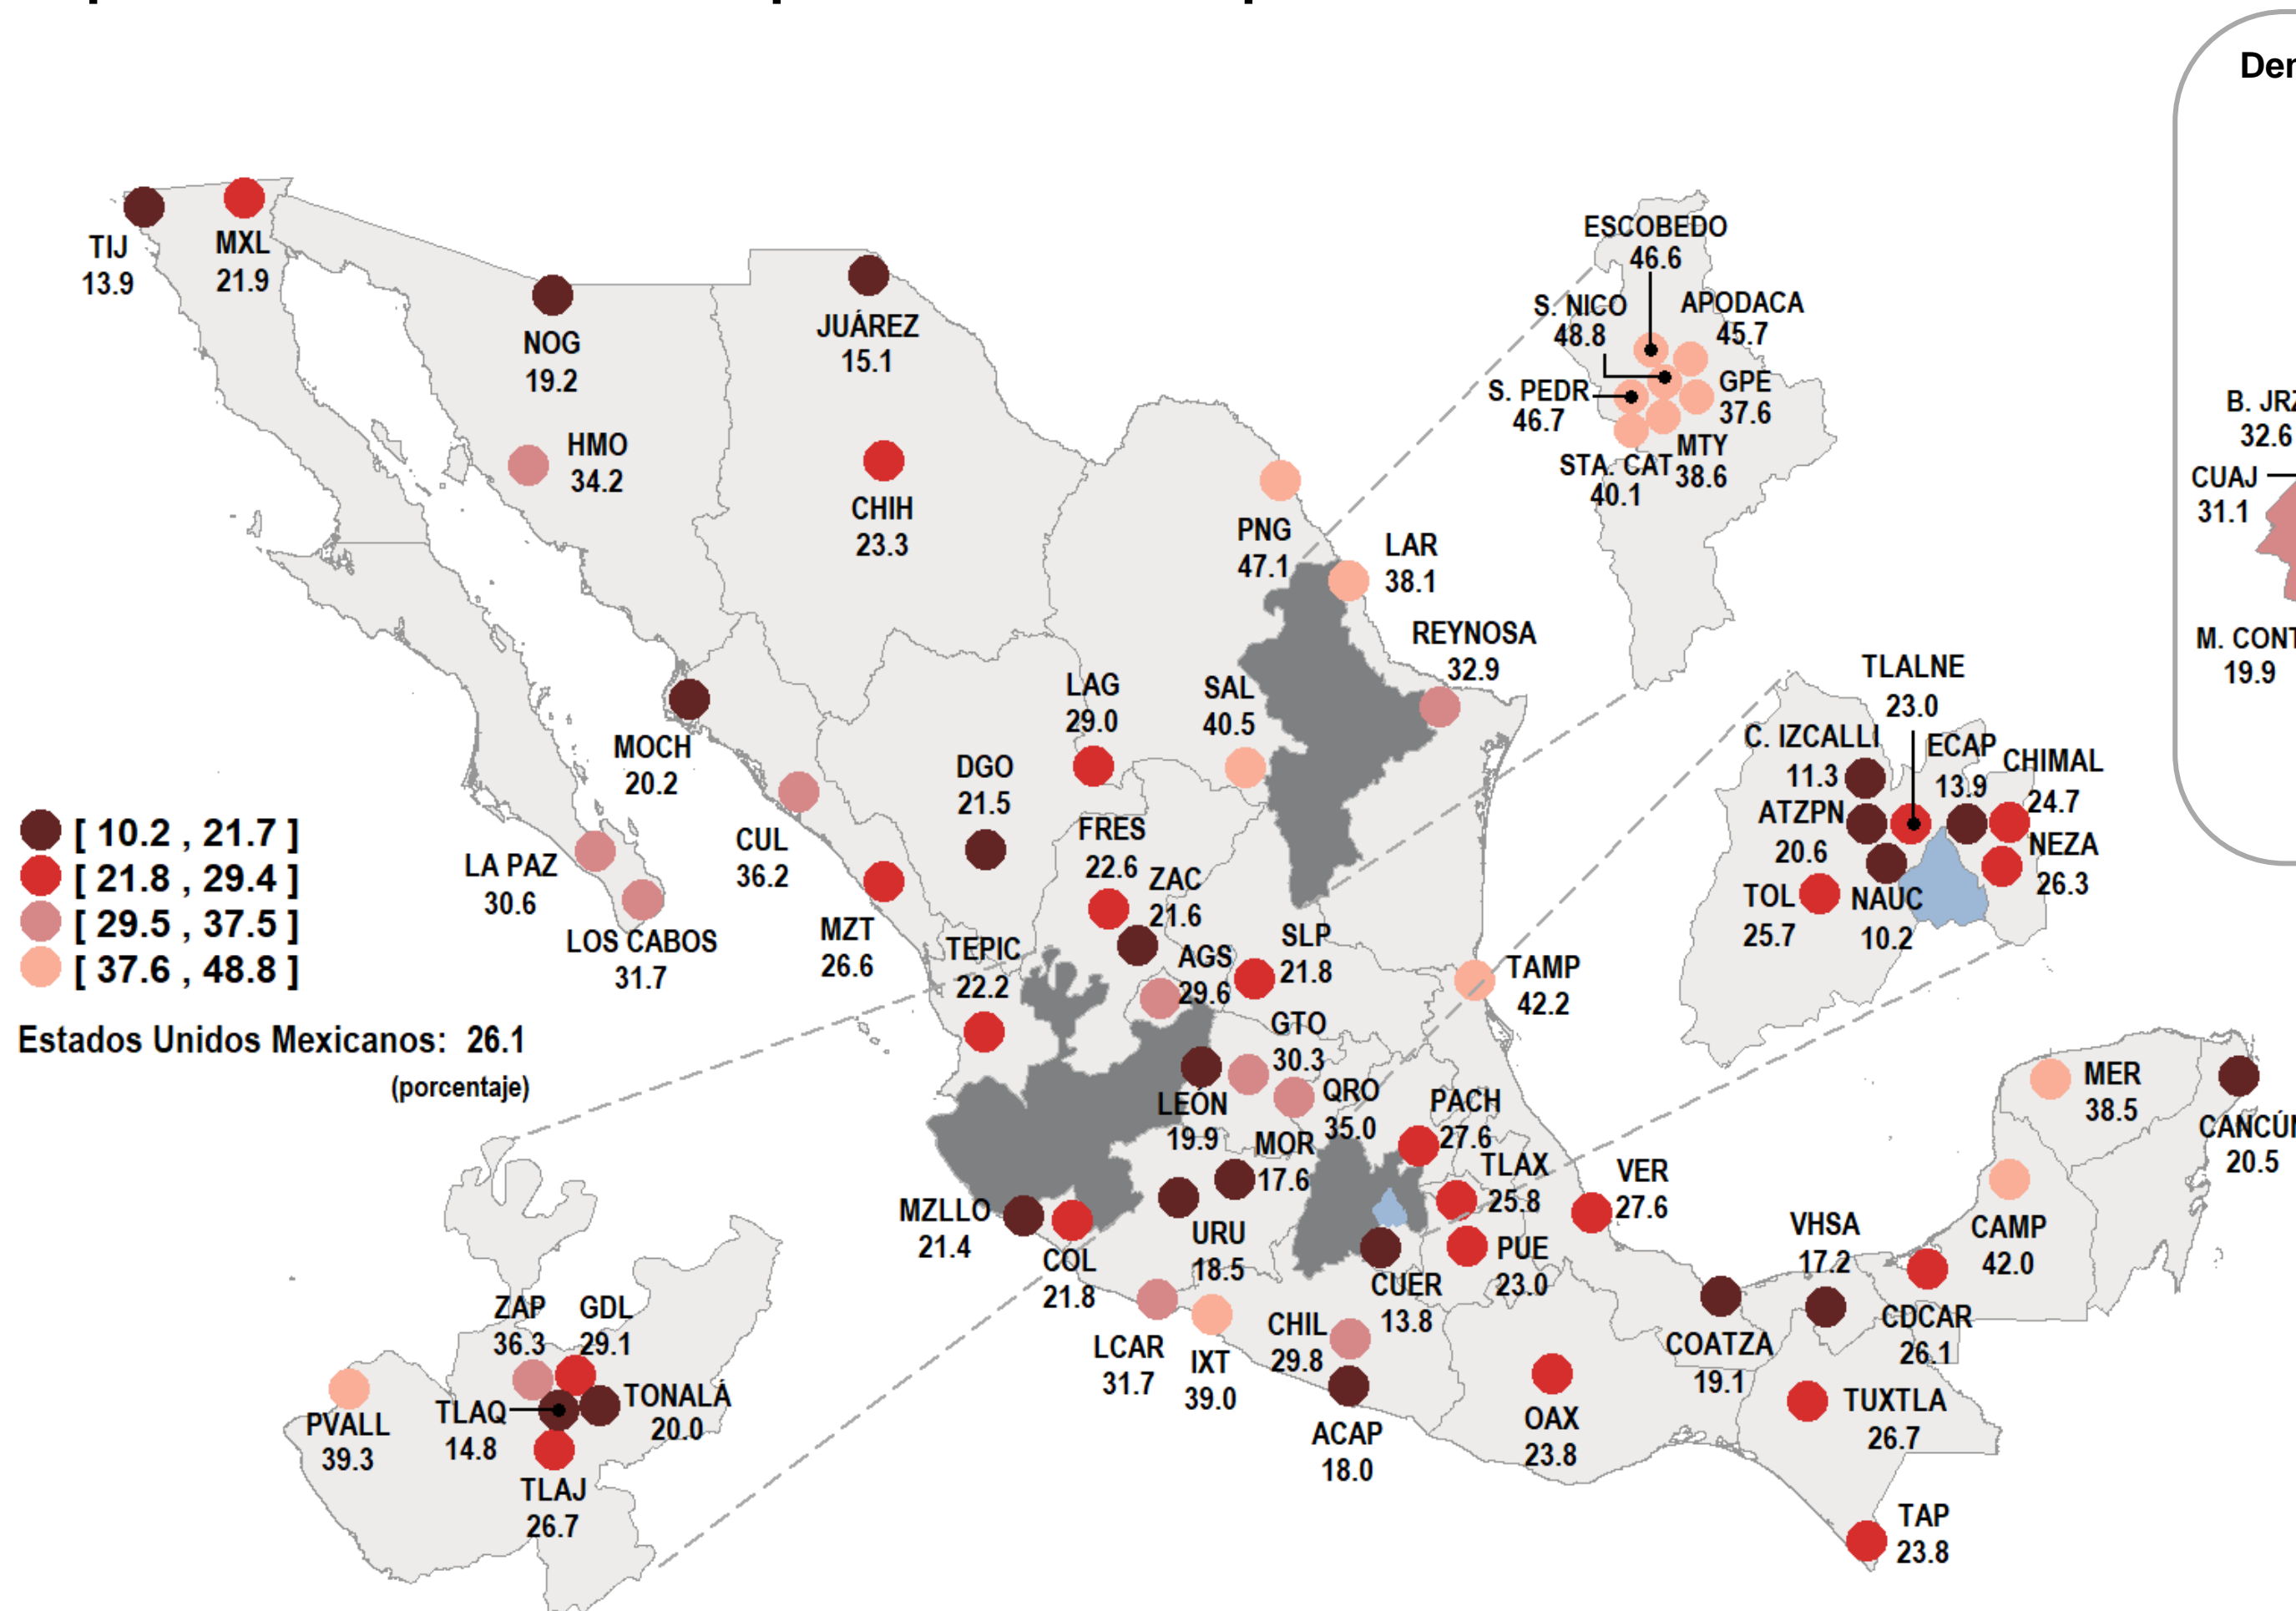 Den
TIJ
13.9
MXL
21.9
NOG
19.2
HMO
34.2
JUÁREZ
15.1
CHIH
23.3
PNG
47.1
LAR
38.1
REYNOSA
32.9
ESCOBEDO
46.6
S. NICO
48.8
APODACA
45.7
S. PEDR
46.7
GPE
37.6
MTY
38.6
STA. CAT
40.1
B. JRZ
32.6
CUAJ
31.1
M. CONT
19.9
MOCH
20.2
CUL
36.2
LA PAZ
30.6
LOS CABOS
31.7
MZT
26.6
DGO
21.5
LAG
29.0
SAL
40.5
FRES
22.6
ZAC
21.6
TEPIC
22.2
AGS
29.6
SLP
21.8
TAMP
42.2
GTO
30.3
LEÓN
19.9
QRO
35.0
PACH
27.6
MOR
17.6
TLAX
25.8
VER
27.6
URU
18.5
PUE
23.0
CUER
13.8
MZLLO
21.4
COL
21.8
LCAR
31.7
IXT
39.0
CHIL
29.8
ACAP
18.0
OAX
23.8
COATZA
19.1
VHSA
17.2
CDCAR
26.1
CAMP
42.0
MER
38.5
CANCÚN
20.5
TUXTLA
26.7
TAP
23.8
TLALNE
23.0
C. IZCALLI
11.3
ECAP
13.9
CHIMAL
24.7
ATZPN
20.6
NEZA
26.3
TOL
25.7
NAUC
10.2
[ 10.2 , 21.7 ]
[ 21.8 , 29.4 ]
[ 29.5 , 37.5 ]
[ 37.6 , 48.8 ]
Estados Unidos Mexicanos: 26.1
(porcentaje)
ZAP
36.3
GDL
29.1
PVALL
39.3
TLAQ
14.8
TONALÁ
20.0
TLAJ
26.7